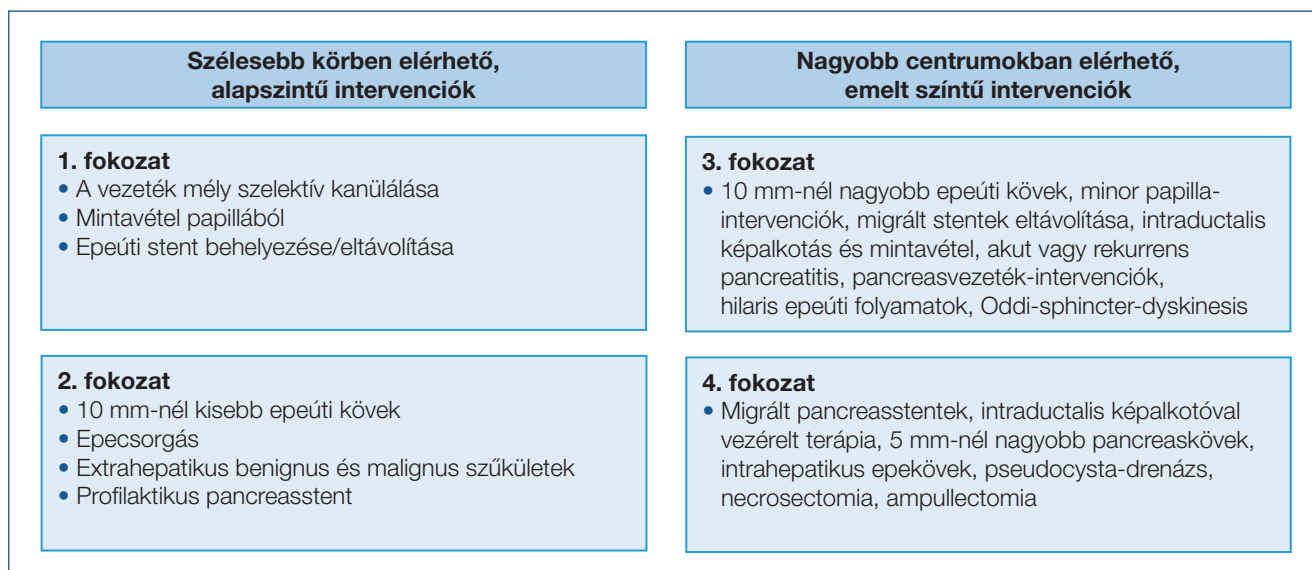 Szélesebb körben elérhető,
alapszintű intervenciók
1. fokozat
• A vezeték mély szelektív kanülálása
• Mintavétel papillából
• Epeúti stent behelyezése/eltávolítása
2. fokozat
• 10 mm-nél kisebb epeúti kövek
• Epecsorgás
• Extrahepatikus benignus és malignus szűkületek
• Profilaktikus pancreasstent
Nagyobb centrumokban elérhető,
emelt színtű intervenciók
3. fokozat
• 10 mm-nél nagyobb epeúti kövek, minor papilla-
intervenciók, migrált stentek eltávolítása, intraductalis
képalkotás és mintavétel, akut vagy rekurrens
pancreatitis, pancreasvezeték-intervenciók,
hilaris epeúti folyamatok, Oddi-sphincter-dyskinesis
4. fokozat
• Migrált pancreasstentek, intraductalis képalkotóval
vezérelt terápia, 5 mm-nél nagyobb pancreaskövek,
intrahepatikus epekövek, pseudocysta-drenázs,
necrosectomia, ampullectomia